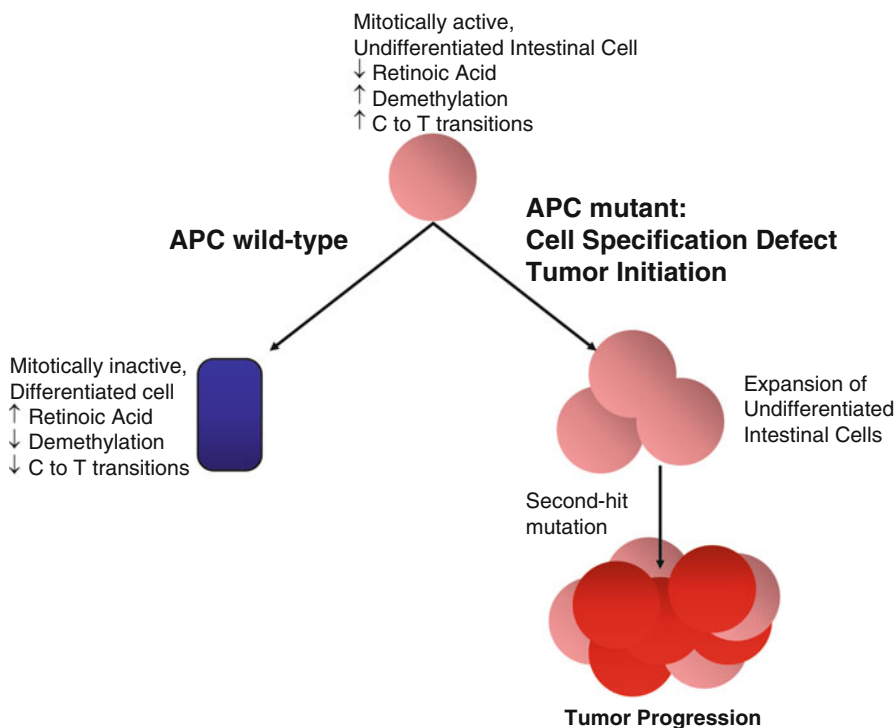 Mitotically active,
Undifferentiated Intestinal Cell
↓ Retinoic Acid
↑ Demethylation
↑ C to T transitions
APC wild-type
APC mutant:
Cell Specification Defect
Tumor Initiation
Mitotically inactive,
Differentiated cell
↑ Retinoic Acid
↓ Demethylation
↓ C to T transitions
Expansion of
Undifferentiated
Intestinal Cells
Second-hit
mutation
Tumor Progression